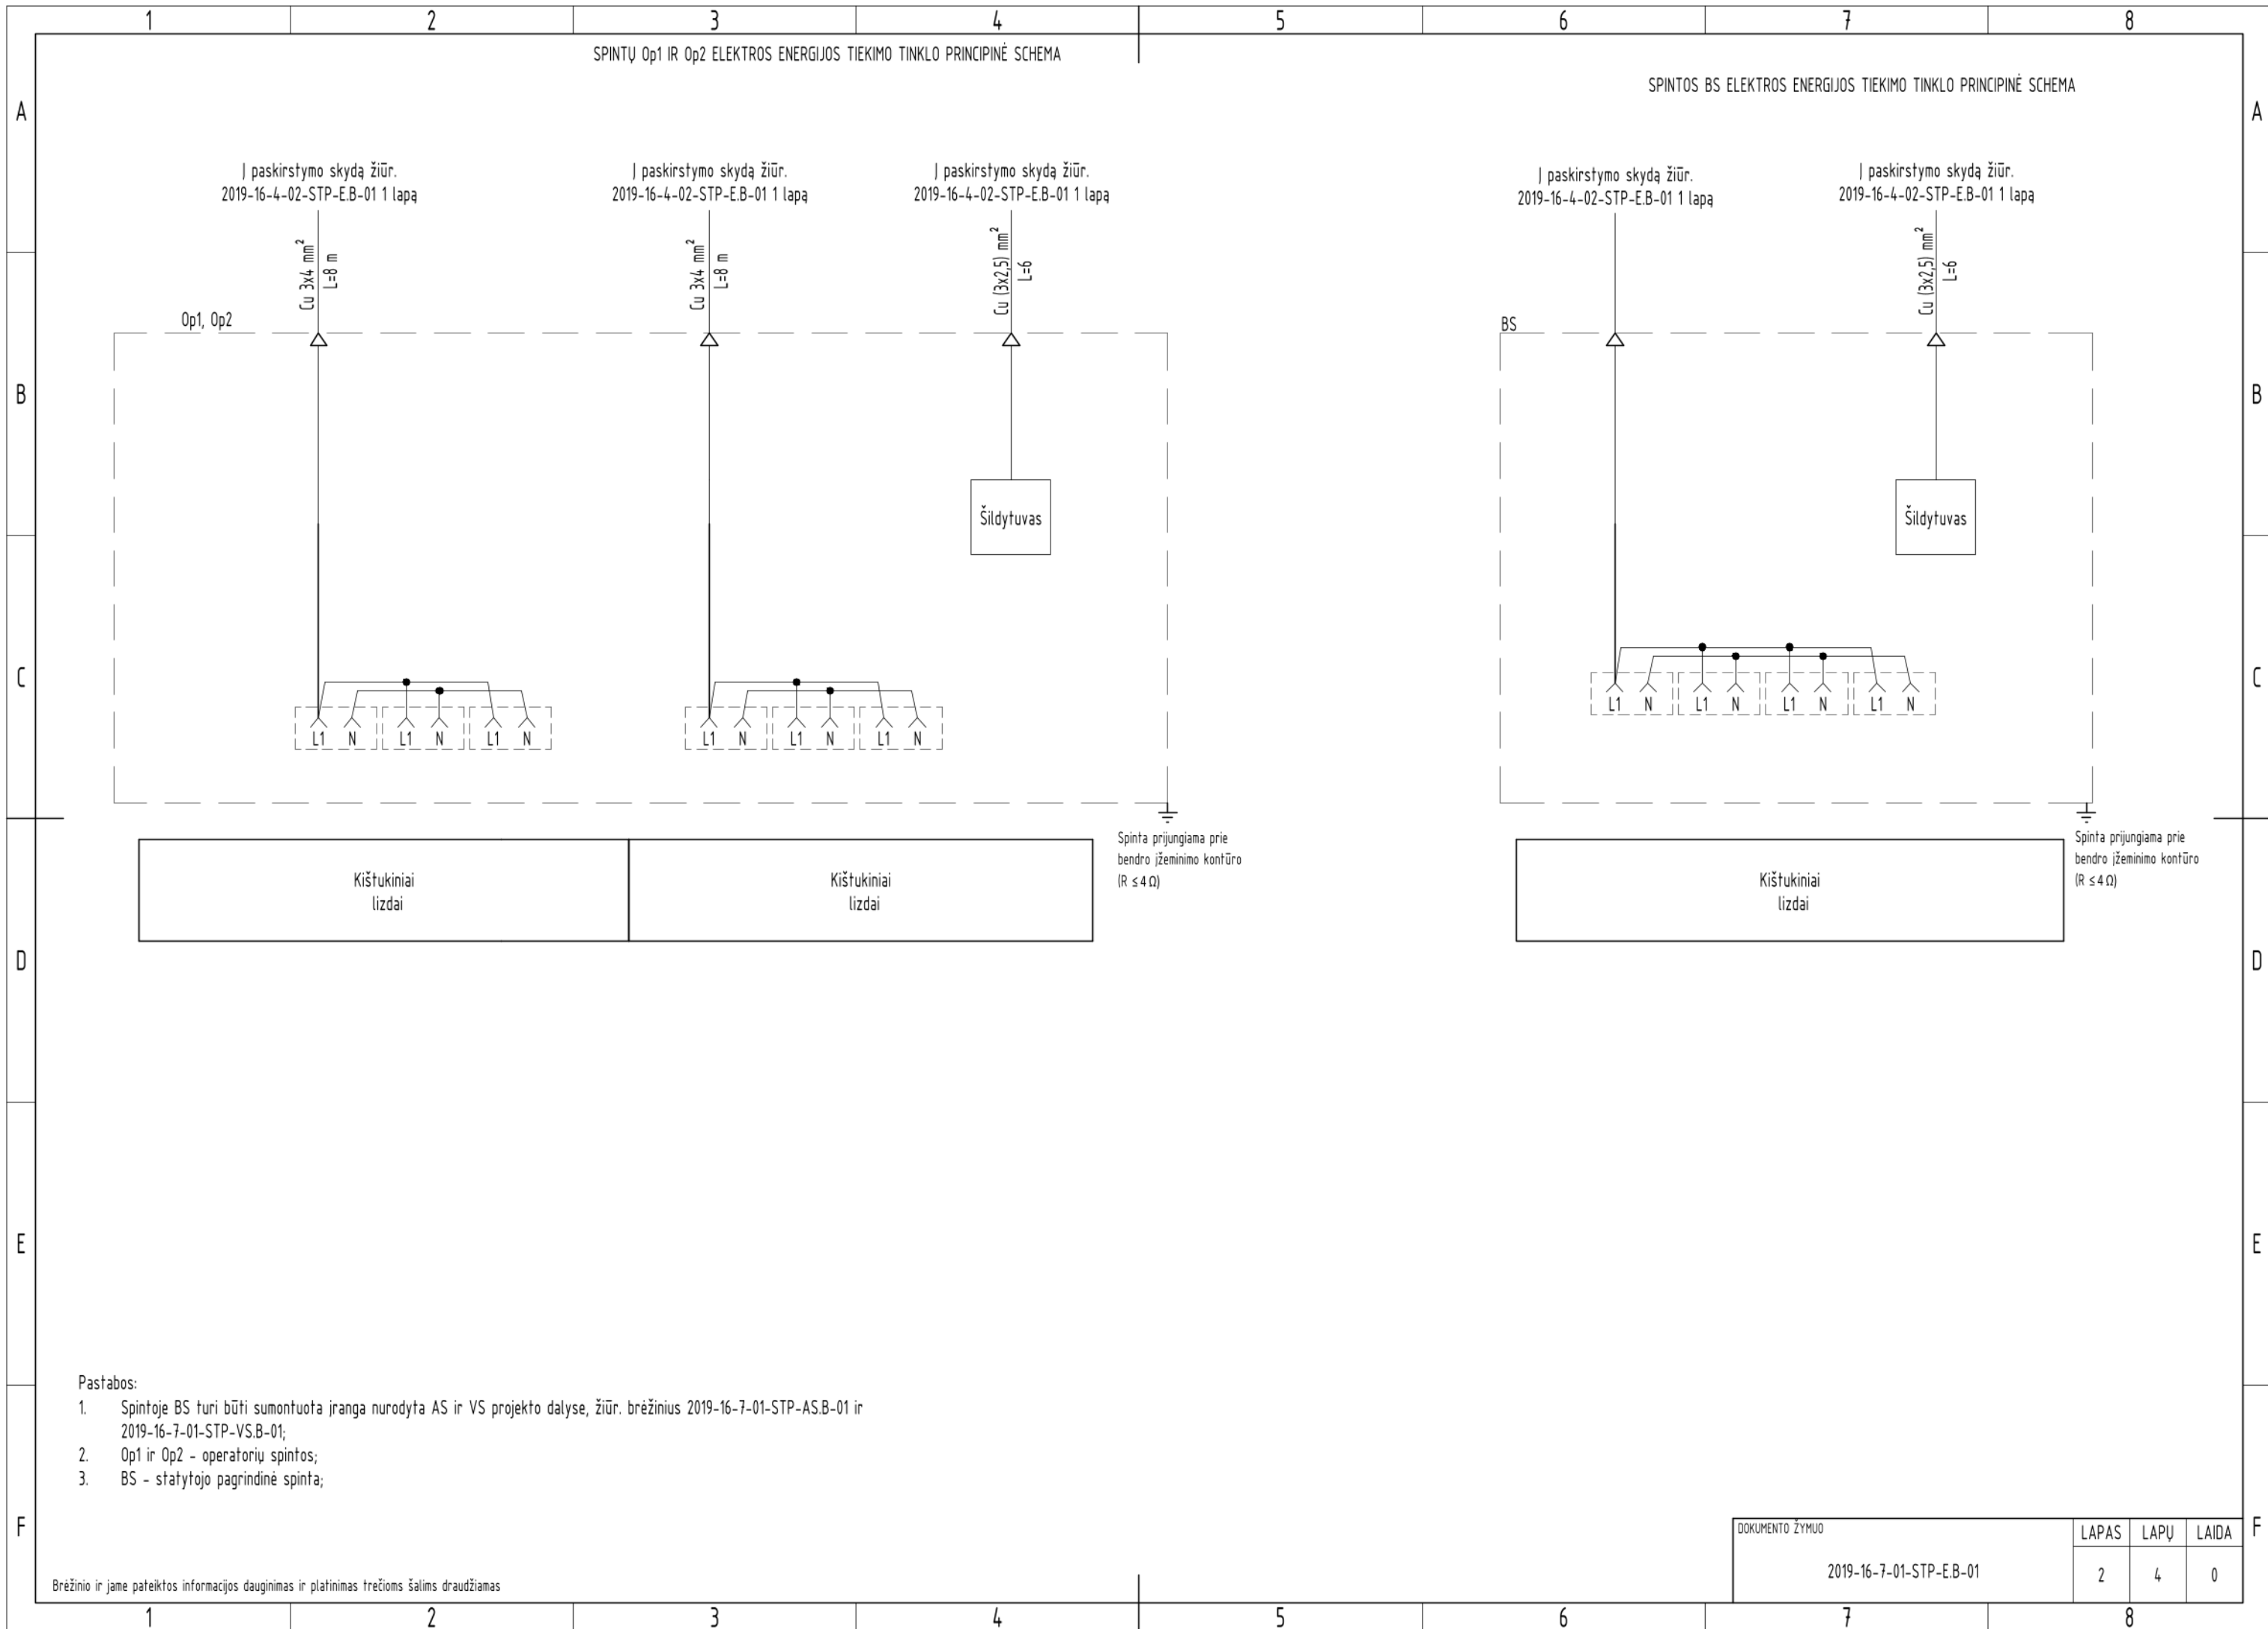 1 2 3 4 5 6 7 8
SPINTŲ Op1 IR Op2 ELEKTROS ENERGIJOS TIEKIMO TINKLO PRINCIPINĖ SCHEMA
SPINTOS BS ELEKTROS ENERGIJOS TIEKIMO TINKLO PRINCIPINĖ SCHEMA
A A
Į paskirstymo skydą žiūr.
2019-16-4-02-STP-E.B-01 1 lapą
Į paskirstymo skydą žiūr.
2019-16-4-02-STP-E.B-01 1 lapą
Į paskirstymo skydą žiūr.
2019-16-4-02-STP-E.B-01 1 lapą
Į paskirstymo skydą žiūr.
2019-16-4-02-STP-E.B-01 1 lapą
Į paskirstymo skydą žiūr.
2019-16-4-02-STP-E.B-01 1 lapą
Cu 3x4 mm²
L=8 m
Cu 3x4 mm²
L=8 m
Cu (3x2,5) mm²
L=6
Cu (3x2,5) mm²
L=6
Op1, Op2
BS
B B
Šildytuvas
Šildytuvas
C C
L1 N L1 N L1 N
L1 N L1 N L1 N
L1 N L1 N L1 N L1 N
Spinta prijungiama prie
bendro įžeminimo kontūro
(R ≤ 4 Ω)
Spinta prijungiama prie
bendro įžeminimo kontūro
(R ≤ 4 Ω)
Kištukiniai
lizdai
Kištukiniai
lizdai
Kištukiniai
lizdai
D D
E E
Pastabos:
1. Spintoje BS turi būti sumontuota įranga nurodyta AS ir VS projekto dalyse, žiūr. brėžinius 2019-16-7-01-STP-AS.B-01 ir
2019-16-7-01-STP-VS.B-01;
2. Op1 ir Op2 - operatorių spintos;
3. BS - statytojo pagrindinė spinta;
F F
DOKUMENTO ŽYMUO
2019-16-7-01-STP-E.B-01
LAPAS LAPŲ LAIDA
2 4 0
Brėžinio ir jame pateiktos informacijos dauginimas ir platinimas trečioms šalims draudžiamas
1 2 3 4 5 6 7 8